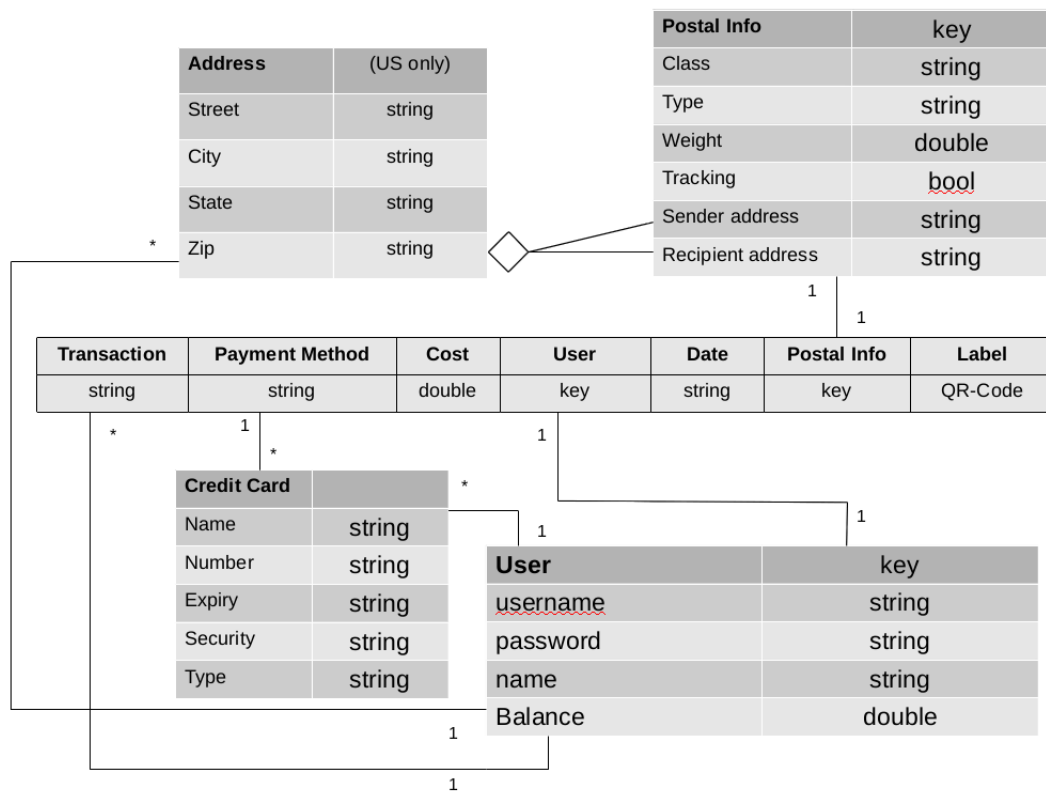 Postal Info key
Class string
Type string
Weight double
Tracking bool
Sender address string
Recipient address string
Address (US only)
Street string
City string
State string
Zip string
*
1
1
Transaction Payment Method Cost User Date Postal Info Label
string string double key string key QR-Code
*
1
*
1
Credit Card
Name string
Number string
Expiry string
Security string
Type string
*
1
1
User key
username string
password string
name string
Balance double
1
1